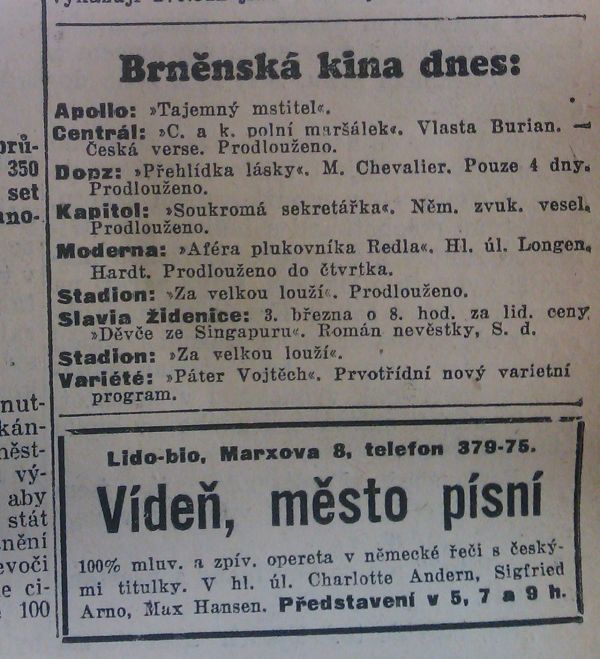 Brněnská kina dnes:
Apollo: »Tajemný mstitel«.
Centrál: »C. a k. polní maršálek«. Vlasta Burian. —
Česká verse. Prodlouženo.
Dopz: »Přehlídka lásky«. M. Chevalier. Pouze 4 dny.
Prodlouženo.
Kapitol: »Soukromá sekretářka«. Něm. zvuk. vesel.
Prodlouženo.
Moderna: »Aféra plukovníka Redla«. Hl. úl. Longen,
Hardt. Prodlouženo do čtvrtka.
Stadion: »Za velkou louží«. Prodlouženo.
Slavia židenice: 3. března o 8. hod. za lid. ceny
»Děvče ze Singapuru«. Román nevěstky, S. d.
Stadion: »Za velkou louží«.
Variété: »Páter Vojtěch«. Prvotřídní nový varietní
program.
Lido-bio, Marxova 8, telefon 379-75.
Vídeň, město písní
100% mluv. a zpív. opereta v německé řeči s český-
mi titulky. V hl. úl. Charlotte Andern, Sigfried
Arno, Max Hansen. Představení v 5, 7 a 9 h.
350
set
nut-
kán-
věst-
vý-
aby
stát
snění
evoči
e ci-
100